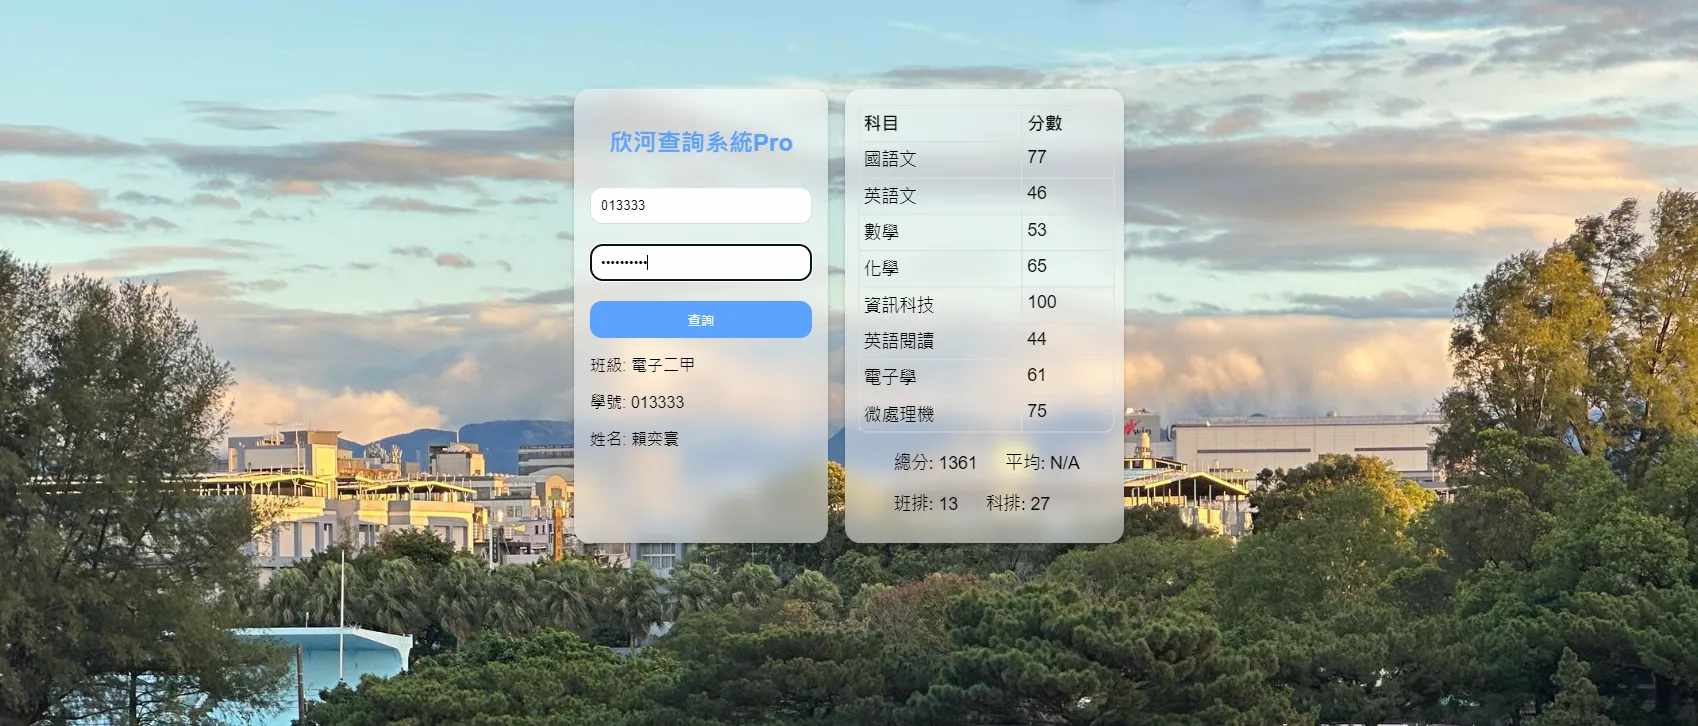 欣河查詢系統Pro
013333
••••••••••
查詢
班級: 電子二甲
學號: 013333
姓名: 賴奕寰
科目 分數
國語文 77
英語文 46
數學 53
化學 65
資訊科技 100
英語閱讀 44
電子學 61
微處理機 75
總分: 1361 平均: N/A
班排: 13 科排: 27